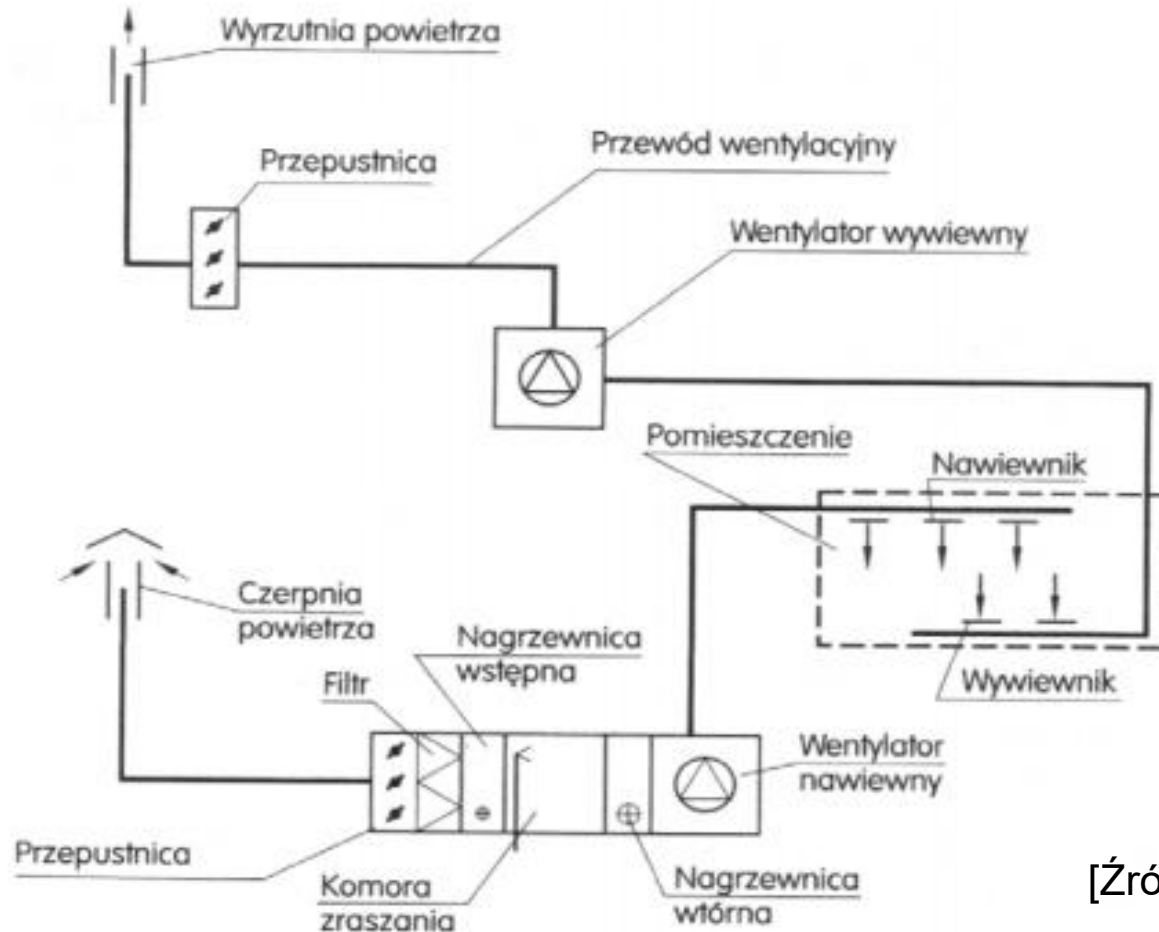 Wyrzutnia powietrza
Przepustnica
Przewód wentylacyjny
Wentylator wywiewny
Pomieszczenie
Nawiewnik
Czerpnia
powietrza
Nagrzewnica
wstępna
Filtr
Wywiewnik
Wentylator
nawiewny
Przepustnica
Komora
zraszania
Nagrzewnica
wtórna
[Źró